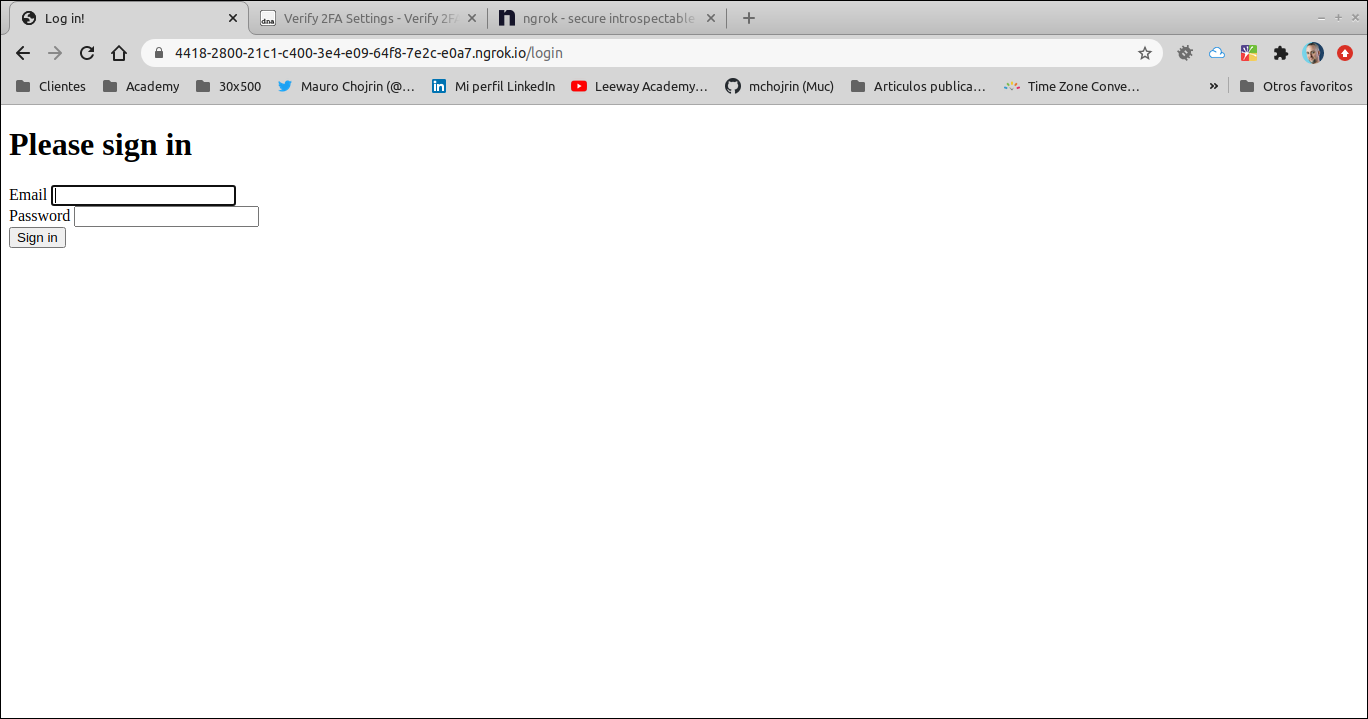 Log in!
Verify 2FA Settings - Verify 2F
ngrok - secure introspectable
4418-2800-21c1-c400-3e4-e09-64f8-7e2c-e0a7.ngrok.io/login
Clientes
Academy
30x500
Mauro Chojrin (@...
Mi perfil LinkedIn
Leeway Academy...
mchojrin (Muc)
Articulos publica...
Time Zone Conve...
»
Otros favoritos
Please sign in
Email
Password
Sign in